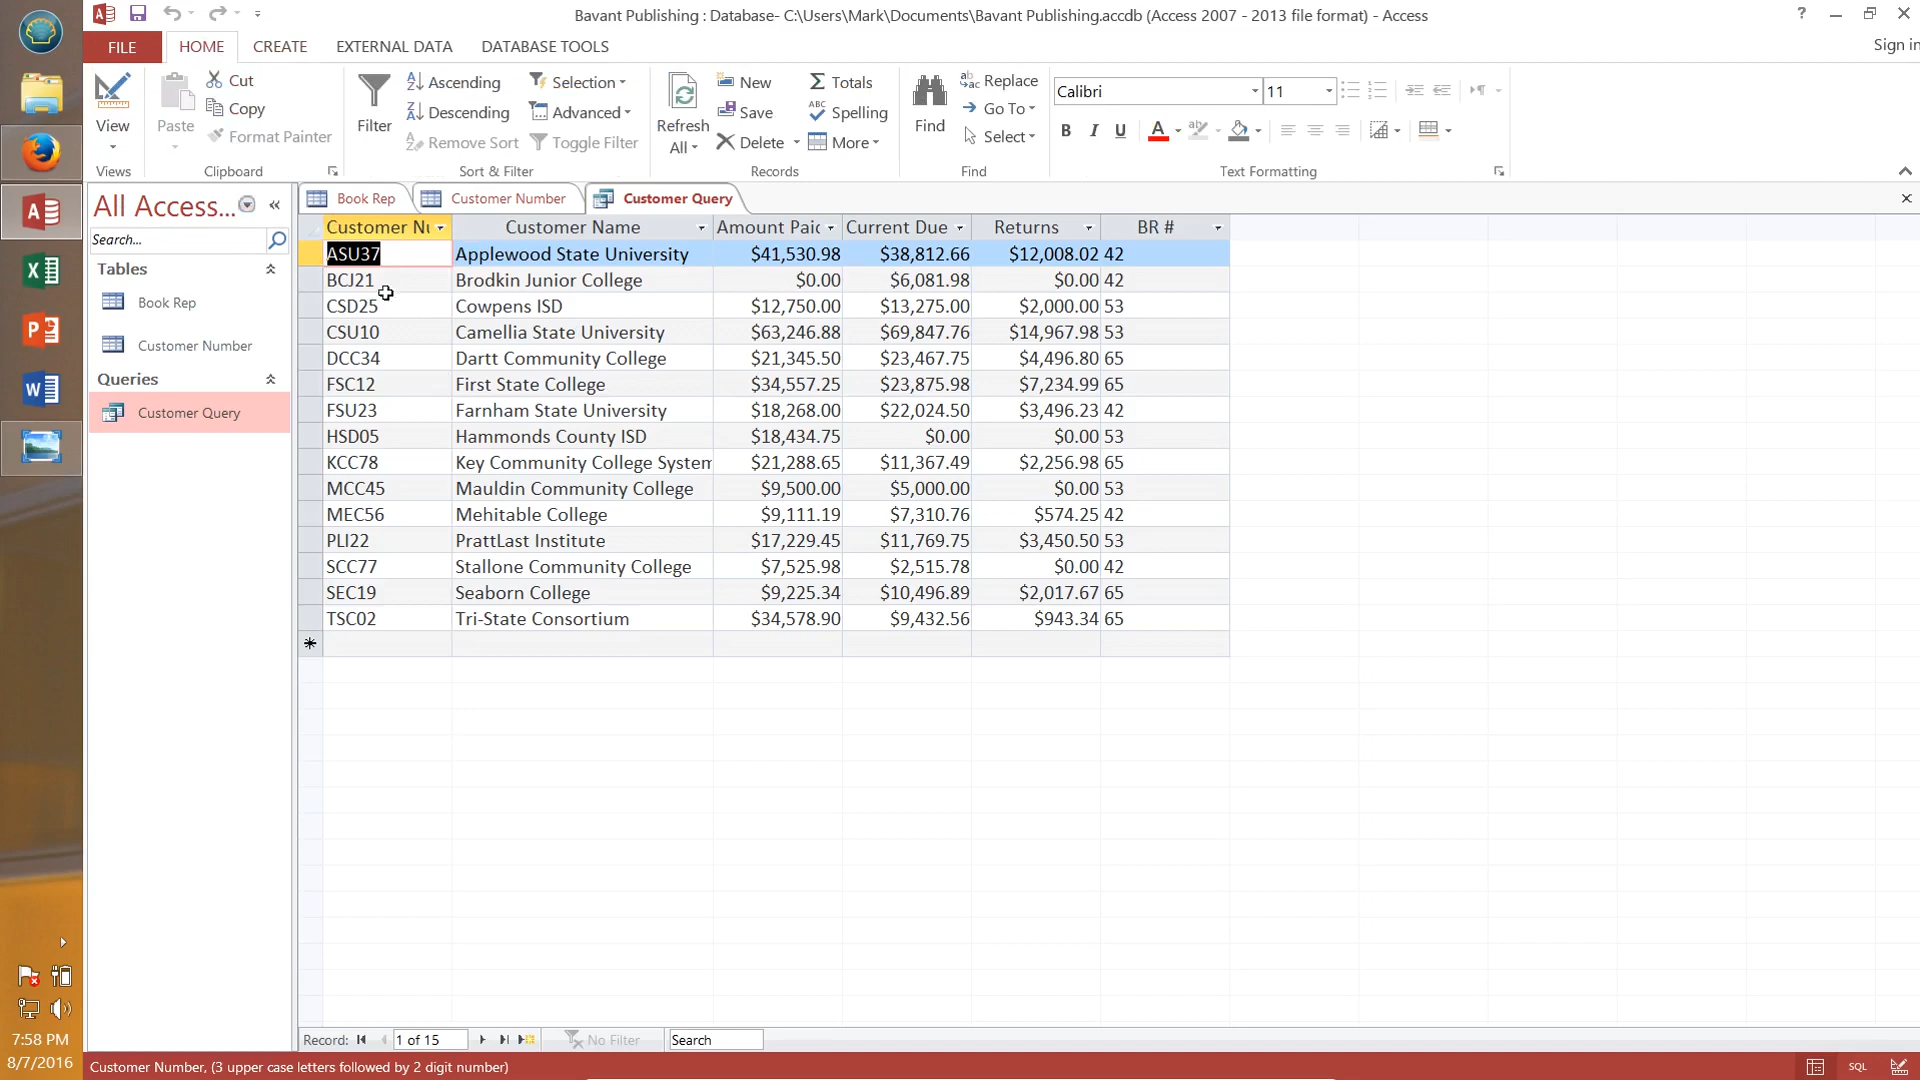 Bavant Publishing : Database- C:\Users\Mark\Documents\Bavant Publishing.accdb (Access 2007 - 2013 file format) - Access
FILE HOME CREATE EXTERNAL DATA DATABASE TOOLS Sign in
View
Views
Paste
Cut
Copy
Format Painter
Clipboard
Filter
Ascending
Descending
Remove Sort
Selection
Advanced
Toggle Filter
Sort & Filter
Refresh
All
New
Save
Delete
Totals
Spelling
More
Records
Find
Replace
Go To
Select
Find
Calibri 11
B I U A
Text Formatting
All Access...
Search...
Tables
Book Rep
Customer Number
Queries
Customer Query
Book Rep Customer Number Customer Query
Customer Nu Customer Name Amount Paid Current Due Returns BR #
ASU37 Applewood State University $41,530.98 $38,812.66 $12,008.02 42
BCJ21 Brodkin Junior College $0.00 $6,081.98 $0.00 42
CSD25 Cowpens ISD $12,750.00 $13,275.00 $2,000.00 53
CSU10 Camellia State University $63,246.88 $69,847.76 $14,967.98 53
DCC34 Dartt Community College $21,345.50 $23,467.75 $4,496.80 65
FSC12 First State College $34,557.25 $23,875.98 $7,234.99 65
FSU23 Farnham State University $18,268.00 $22,024.50 $3,496.23 42
HSD05 Hammonds County ISD $18,434.75 $0.00 $0.00 53
KCC78 Key Community College System $21,288.65 $11,367.49 $2,256.98 65
MCC45 Mauldin Community College $9,500.00 $5,000.00 $0.00 53
MEC56 Mehitable College $9,111.19 $7,310.76 $574.25 42
PLI22 PrattLast Institute $17,229.45 $11,769.75 $3,450.50 53
SCC77 Stallone Community College $7,525.98 $2,515.78 $0.00 42
SEC19 Seaborn College $9,225.34 $10,496.89 $2,017.67 65
TSC02 Tri-State Consortium $34,578.90 $9,432.56 $943.34 65
Record: 1 of 15 No Filter Search
7:58 PM
8/7/2016
Customer Number, (3 upper case letters followed by 2 digit number) SQL